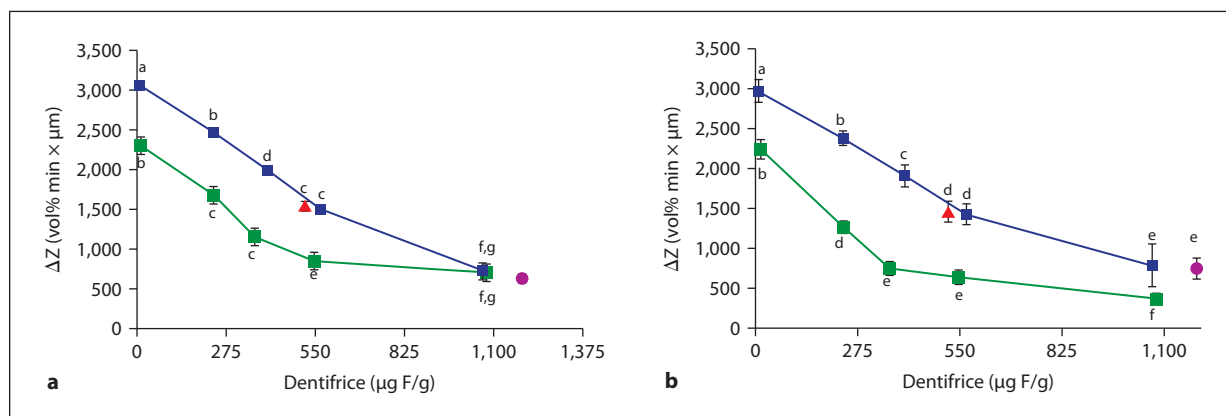 3,500
3,000
2,500
2,000
1,500
1,000
500
0
ΔZ (vol% min × μm)
a
b
d
c
c
f,g
b
c
c
e
f,g
0 275 550 825 1,100 1,375
Dentifrice (μg F/g)
a
3,500
3,000
2,500
2,000
1,500
1,000
500
0
ΔZ (vol% min × μm)
a
b
c
d
d
e
e
b
d
e
e
f
0 275 550 825 1,100
Dentifrice (μg F/g)
b